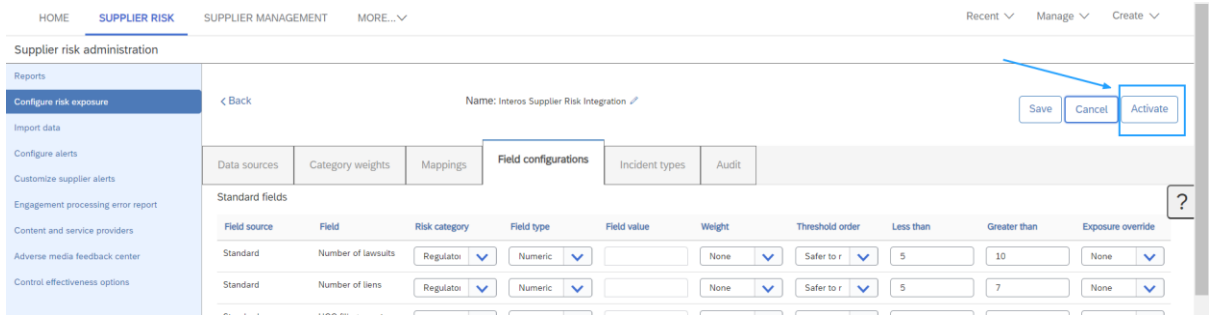 HOME SUPPLIER RISK SUPPLIER MANAGEMENT MORE... Recent Manage Create
Supplier risk administration
Reports
Configure risk exposure
Import data
Configure alerts
Customize supplier alerts
Engagement processing error report
Content and service providers
Adverse media feedback center
Control effectiveness options
< Back Name: Interos Supplier Risk Integration Save Cancel Activate
Data sources Category weights Mappings Field configurations Incident types Audit
Standard fields
Field source Field Risk category Field type Field value Weight Threshold order Less than Greater than Exposure override
Standard Number of lawsuits Regulato Numeric None Safer to r 5 10 None
Standard Number of liens Regulato Numeric None Safer to r 5 7 None
?